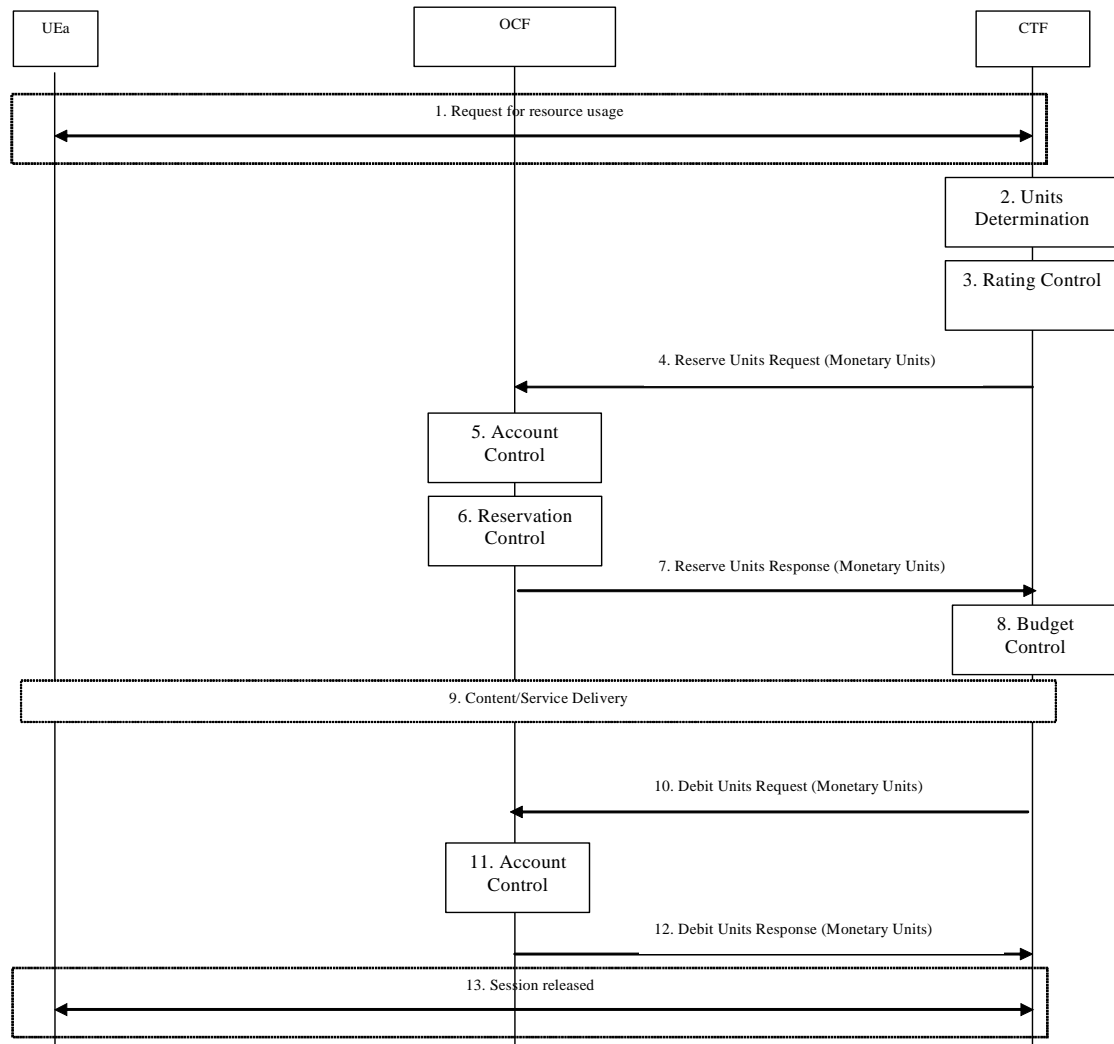 UEa
OCF
CTF
1. Request for resource usage
2. Units
Determination
3. Rating Control
4. Reserve Units Request (Monetary Units)
5. Account
Control
6. Reservation
Control
7. Reserve Units Response (Monetary Units)
8. Budget
Control
9. Content/Service Delivery
10. Debit Units Request (Monetary Units)
11. Account
Control
12. Debit Units Response (Monetary Units)
13. Session released